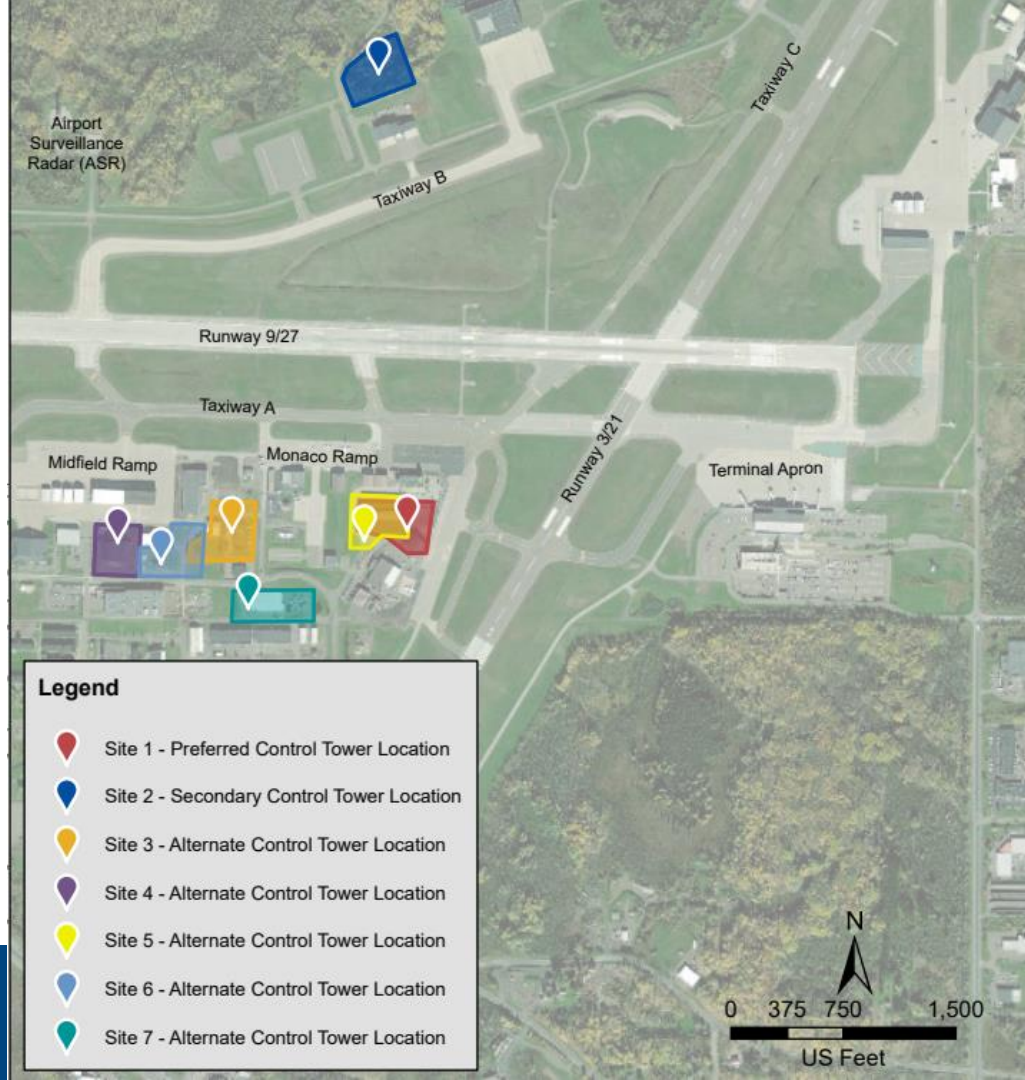 Taxiway C
Airport
Surveillance
Radar (ASR)
Taxiway B
Runway 9/27
Taxiway A
Runway 3/21
Midfield Ramp
Monaco Ramp
Terminal Apron
Legend
Site 1 - Preferred Control Tower Location
Site 2 - Secondary Control Tower Location
Site 3 - Alternate Control Tower Location
Site 4 - Alternate Control Tower Location
Site 5 - Alternate Control Tower Location
Site 6 - Alternate Control Tower Location
Site 7 - Alternate Control Tower Location
N
0 375 750 1,500
US Feet